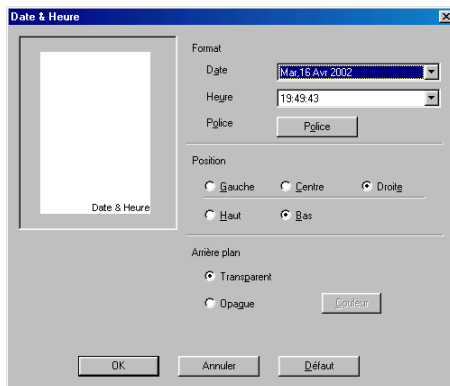 Date & Heure
Format
Date Mar,16 Avr 2002
Heure 19:49:43
Police Police
Position
Gauche Centre Droite
Haut Bas
Date & Heure
Arrière plan
Transparent
Opaque Couleur
OK Annuler Défaut